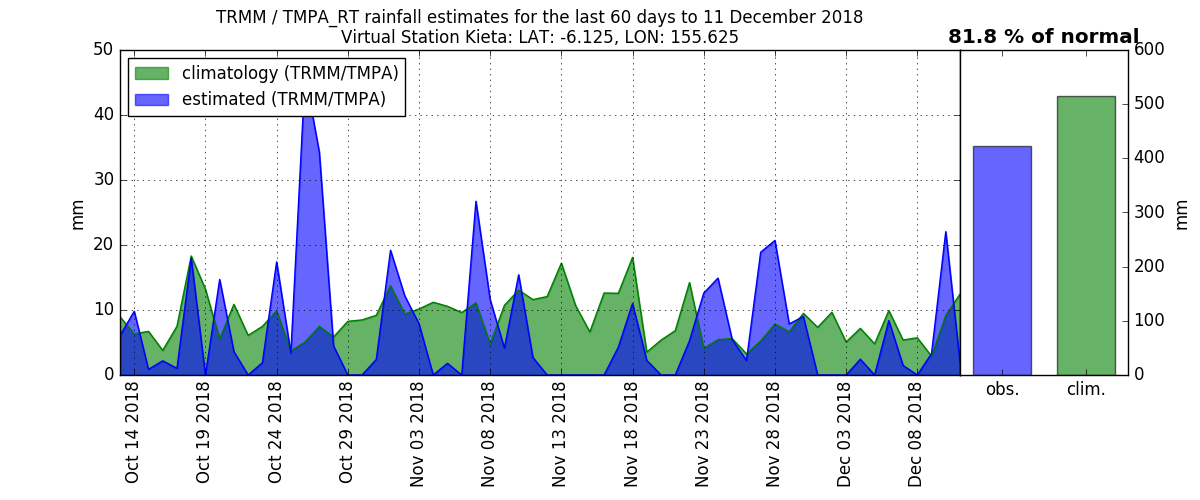 TRMM / TMPA_RT rainfall estimates for the last 60 days to 11 December 2018
Virtual Station Kieta: LAT: -6.125, LON: 155.625
81.8 % of normal
climatology (TRMM/TMPA)
estimated (TRMM/TMPA)
50
40
30
20
10
0
mm
Oct 14 2018
Oct 19 2018
Oct 24 2018
Oct 29 2018
Nov 03 2018
Nov 08 2018
Nov 13 2018
Nov 18 2018
Nov 23 2018
Nov 28 2018
Dec 03 2018
Dec 08 2018
obs.
clim.
600
500
400
300
200
100
0
mm